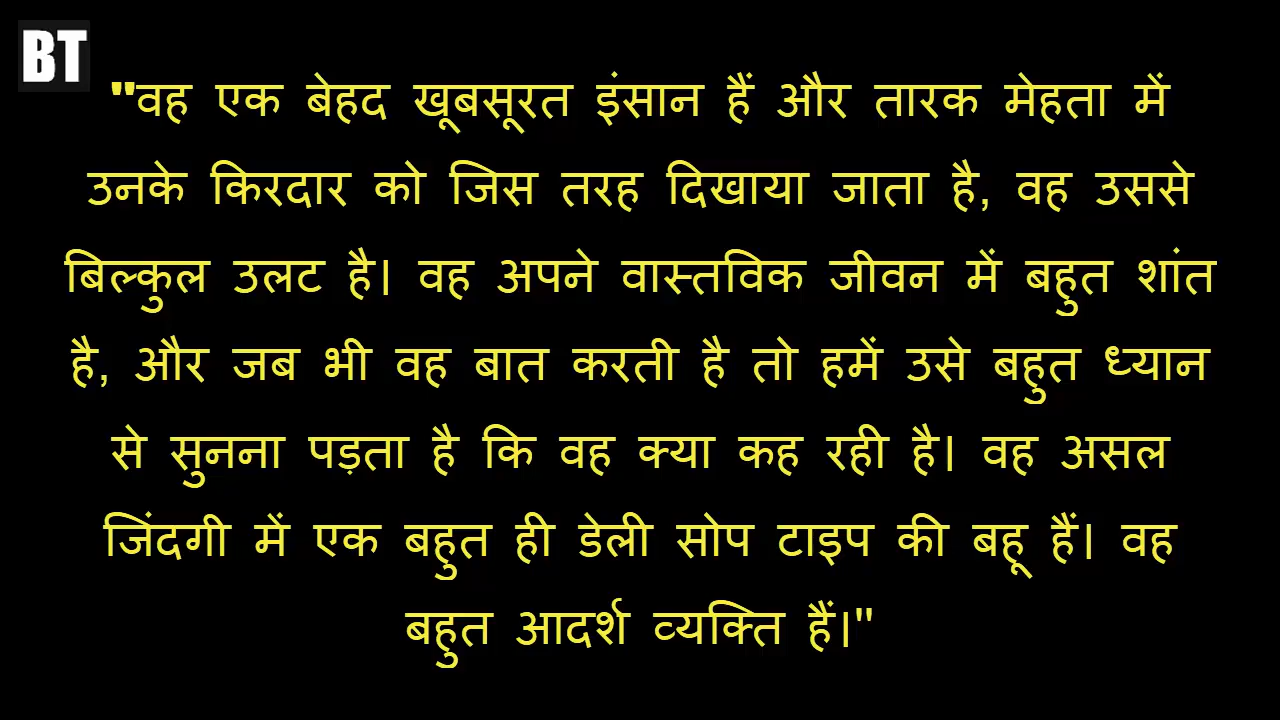 BT
"वह एक बेहद खूबसूरत इंसान हैं और तारक मेहता में
उनके किरदार को जिस तरह दिखाया जाता है, वह उससे
बिल्कुल उलट है। वह अपने वास्तविक जीवन में बहुत शांत
है, और जब भी वह बात करती है तो हमें उसे बहुत ध्यान
से सुनना पड़ता है कि वह क्या कह रही है। वह असल
जिंदगी में एक बहुत ही डेली सोप टाइप की बहू हैं। वह
बहुत आदर्श व्यक्ति हैं।"